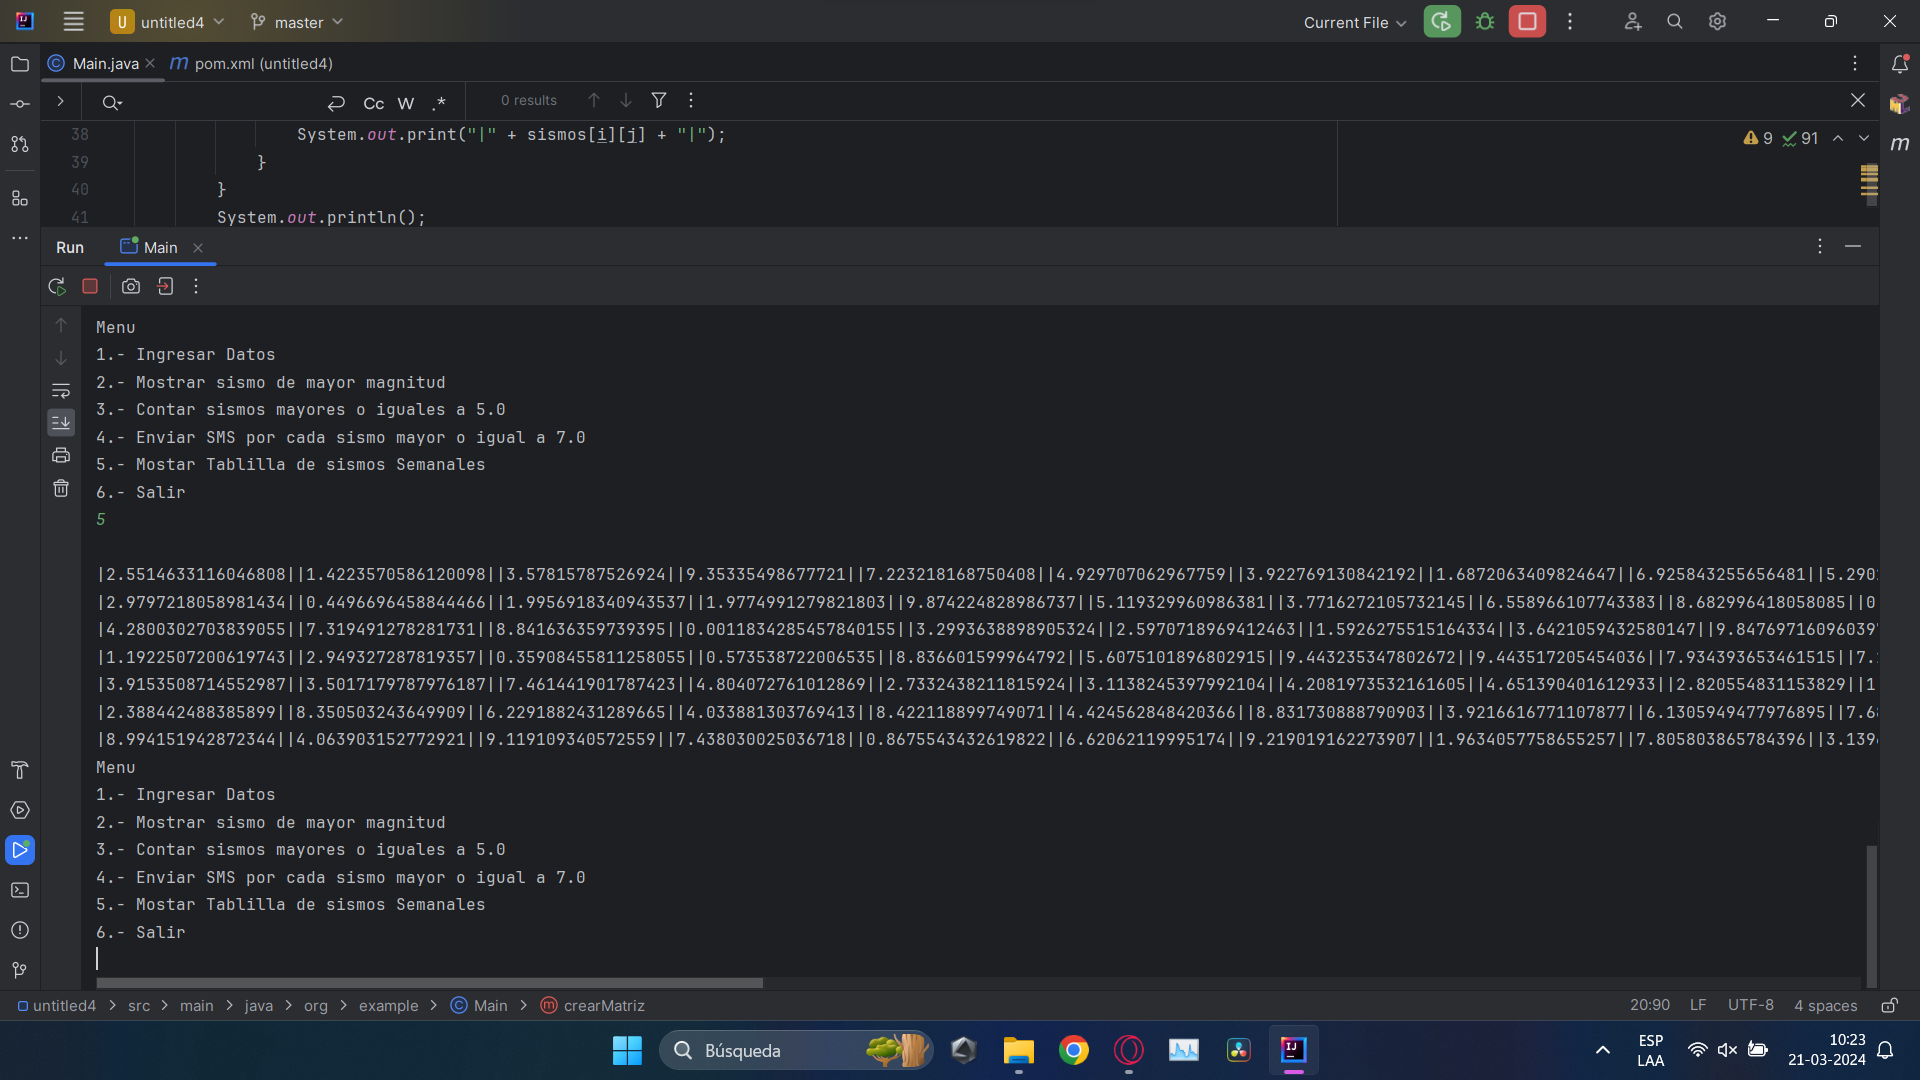 U untitled4 master Current File
Main.java pom.xml (untitled4)
Cc W .* 0 results
38 System.out.print("|" + sismos[i][j] + "|"); 9 91
39 }
40 }
41 System.out.println();
Run Main
Menu
1.- Ingresar Datos
2.- Mostrar sismo de mayor magnitud
3.- Contar sismos mayores o iguales a 5.0
4.- Enviar SMS por cada sismo mayor o igual a 7.0
5.- Mostar Tablilla de sismos Semanales
6.- Salir
5
|2.5514633116046808||1.4223570586120098||3.57815787526924||9.35335498677721||7.223218168750408||4.929707062967759||3.922769130842192||1.6872063409824647||6.925843255656481||5.290
|2.9797218058981434||0.4496696458844466||1.9956918340943537||1.9774991279821803||9.874224828986737||5.119329960986381||3.7716272105732145||6.558966107743383||8.682996418058085||0
|4.2800302703839055||7.319491278281731||8.841636359739395||0.0011834285457840155||3.2993638898905324||2.5970718969412463||1.5926275515164334||3.6421059432580147||9.847697160960397
|1.1922507200619743||2.949327287819357||0.35908455811258055||0.573538722006535||8.836601599964792||5.6075101896802915||9.443235347802672||9.443517205454036||7.934393653461515||7.
|3.9153508714552987||3.5017179787976187||7.461441901787423||4.804072761012869||2.7332438211815924||3.1138245397992104||4.2081973532161605||4.651390401612933||2.820554831153829||1
|2.388442488385899||8.350503243649909||6.2291882431289665||4.033881303769413||8.422118899749071||4.424562848420366||8.831730888790903||3.9216616771107877||6.1305949477976895||7.6
|8.994151942872344||4.063903152772921||9.119109340572559||7.438030025036718||0.8675543432619822||6.62062119995174||9.219019162273907||1.9634057758655257||7.805803865784396||3.139
Menu
1.- Ingresar Datos
2.- Mostrar sismo de mayor magnitud
3.- Contar sismos mayores o iguales a 5.0
4.- Enviar SMS por cada sismo mayor o igual a 7.0
5.- Mostar Tablilla de sismos Semanales
6.- Salir
untitled4 > src > main > java > org > example > Main > crearMatriz 20:90 LF UTF-8 4 spaces
Búsqueda ESP LAA 10:23 21-03-2024